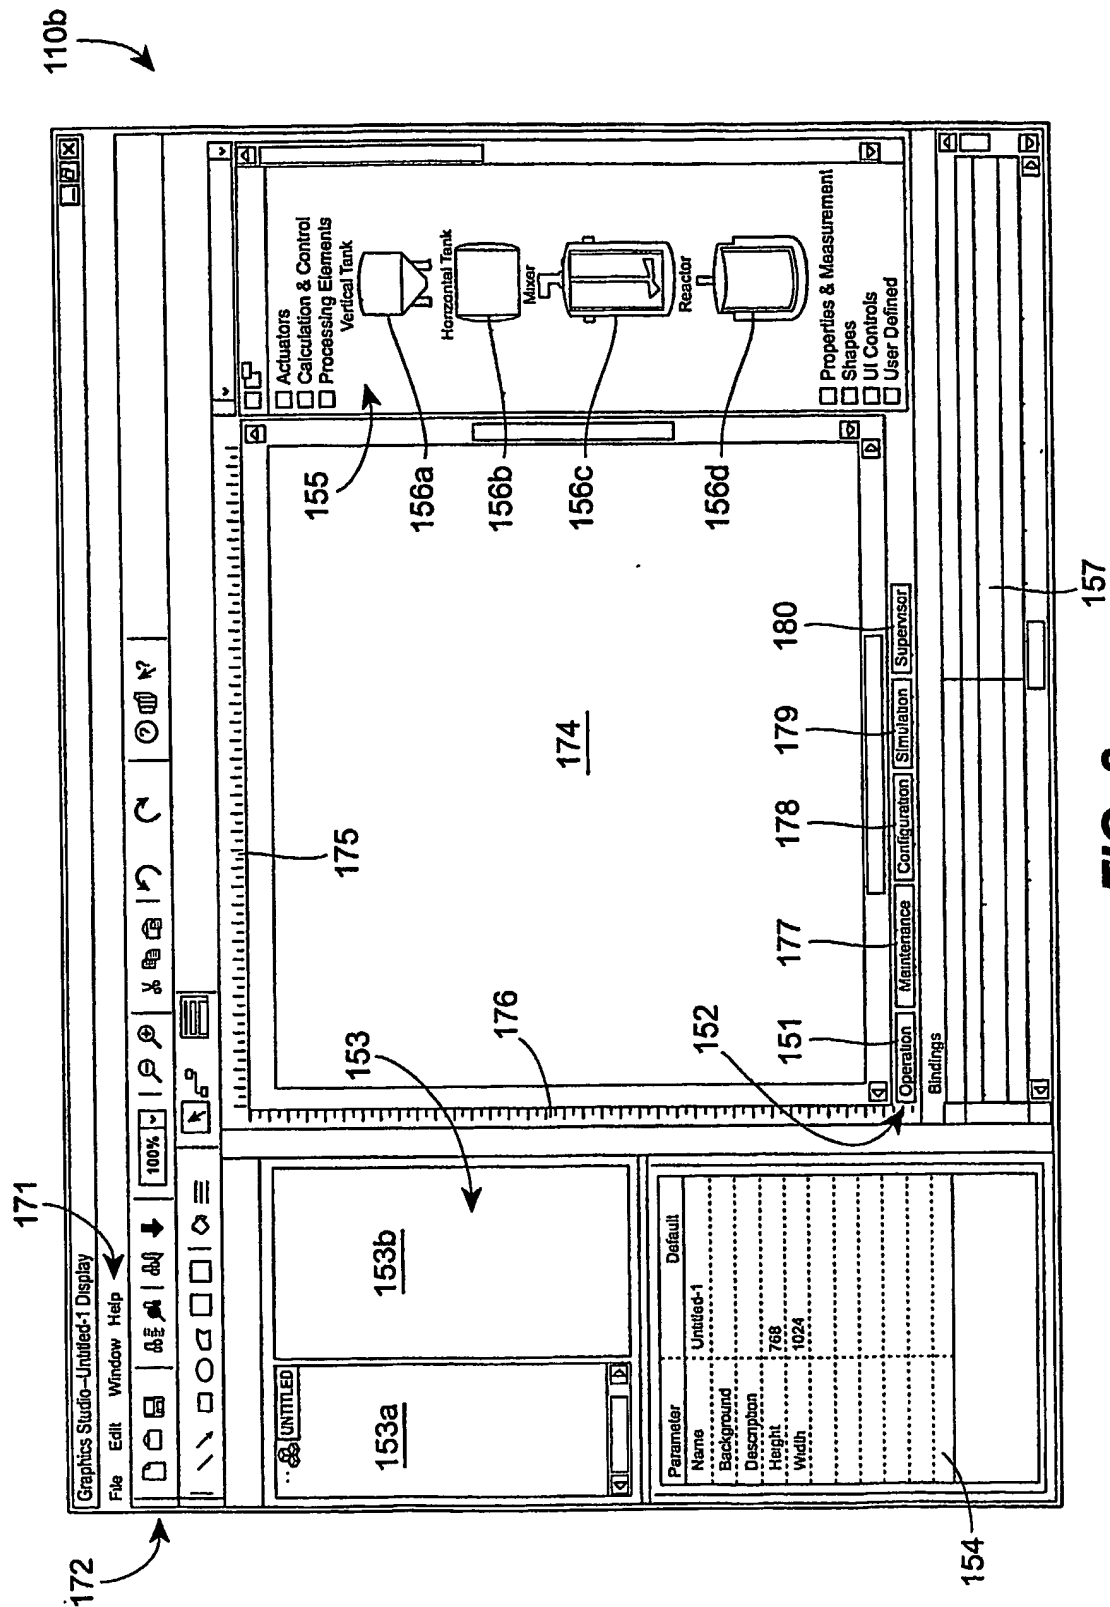 110b
171
172
Graphics Studio–Untitled-1 Display
File Edit Window Help
100%
UNTITLED
153a
153b
153
Parameter Default
Name Untitled-1
Background
Description
Height 768
Width 1024
154
175
176
174
155
Actuators
Calculation & Control
Processing Elements
Vertical Tank
156a
Horizontal Tank
156b
Mixer
156c
Reactor
156d
Properties & Measurement
Shapes
UI Controls
User Defined
152
151
177
178
179
180
Operation Maintenance Configuration Simulation Supervisor
Bindings
157